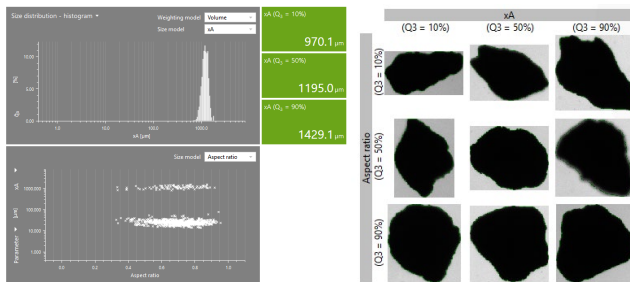 Size distribution - histogram
Weighting model
Volume
Size model
xA
10.00
5.00
0.00
[%]
1.0
10.0
100.0
1000.0
xA [µm]
xA (Q₃ = 10%)
970.1 µm
xA (Q₃ = 50%)
1195.0 µm
xA (Q₃ = 90%)
1429.1 µm
Size model
Aspect ratio
xA
[µm]
Parameter
1000.000
100.000
10.000
1.000
0.0
0.2
0.4
0.6
0.8
1.0
Aspect ratio
xA
(Q3 = 10%)
(Q3 = 50%)
(Q3 = 90%)
Aspect ratio
(Q3 = 10%)
(Q3 = 50%)
(Q3 = 90%)